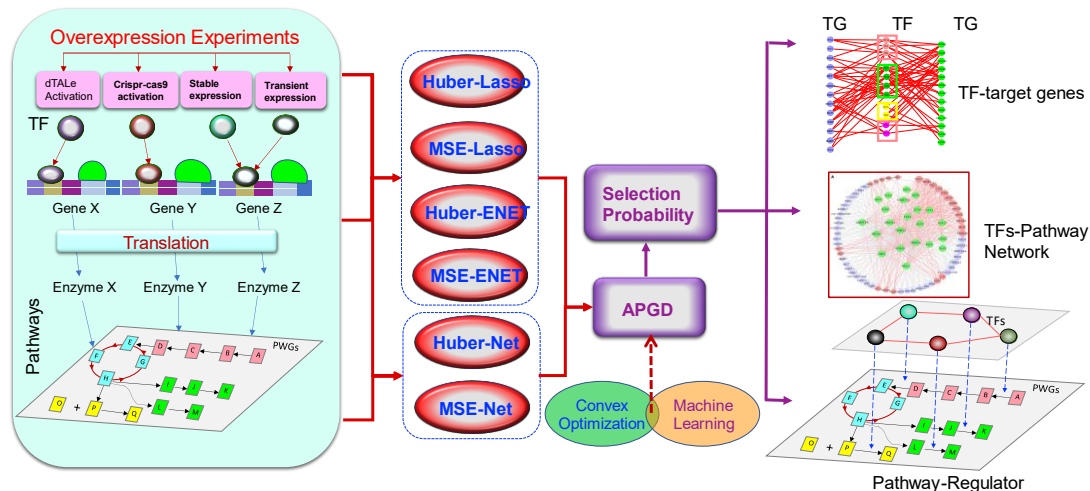 Overexpression Experiments
dTALe
Activation
Crispr-cas9
activation
Stable
expression
Transient
expression
TF
Gene X
Gene Y
Gene Z
Translation
Enzyme X
Enzyme Y
Enzyme Z
Pathways
PWGs
E
F
G
D
C
B
A
H
I
J
K
O
+
P
Q
L
M
Huber-Lasso
MSE-Lasso
Huber-ENET
MSE-ENET
Huber-Net
MSE-Net
Selection
Probability
APGD
Convex
Optimization
Machine
Learning
TG
TF
TG
TF-target genes
A
TFs-Pathway
Network
TFs
PWGs
E
F
G
D
C
B
A
H
I
J
K
O
+
P
Q
L
M
Pathway-Regulator